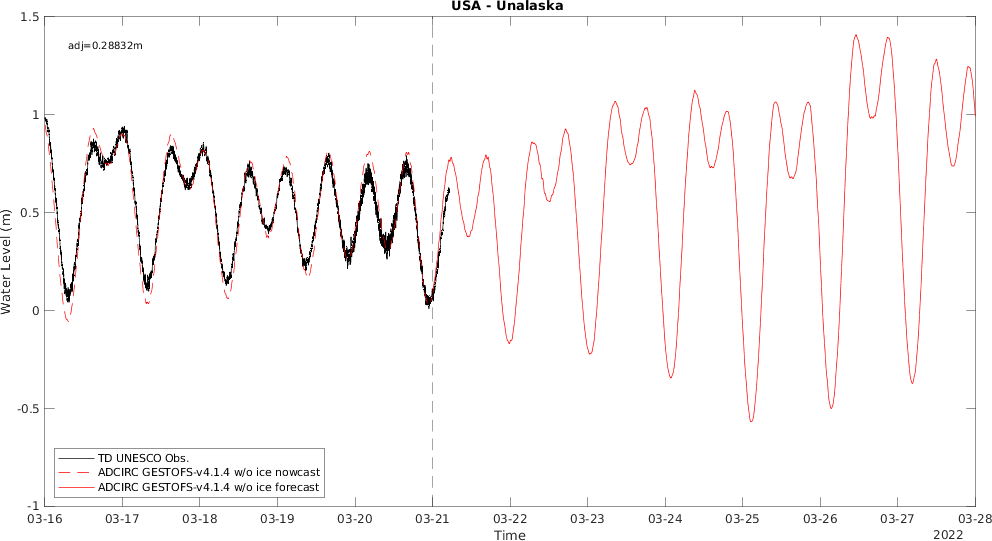 USA - Unalaska
adj=0.28832m
1.5
1
0.5
0
-0.5
-1
Water Level (m)
TD UNESCO Obs.
ADCIRC GESTOFS-v4.1.4 w/o ice nowcast
ADCIRC GESTOFS-v4.1.4 w/o ice forecast
03-16 03-17 03-18 03-19 03-20 03-21 03-22 03-23 03-24 03-25 03-26 03-27 03-28
Time
2022